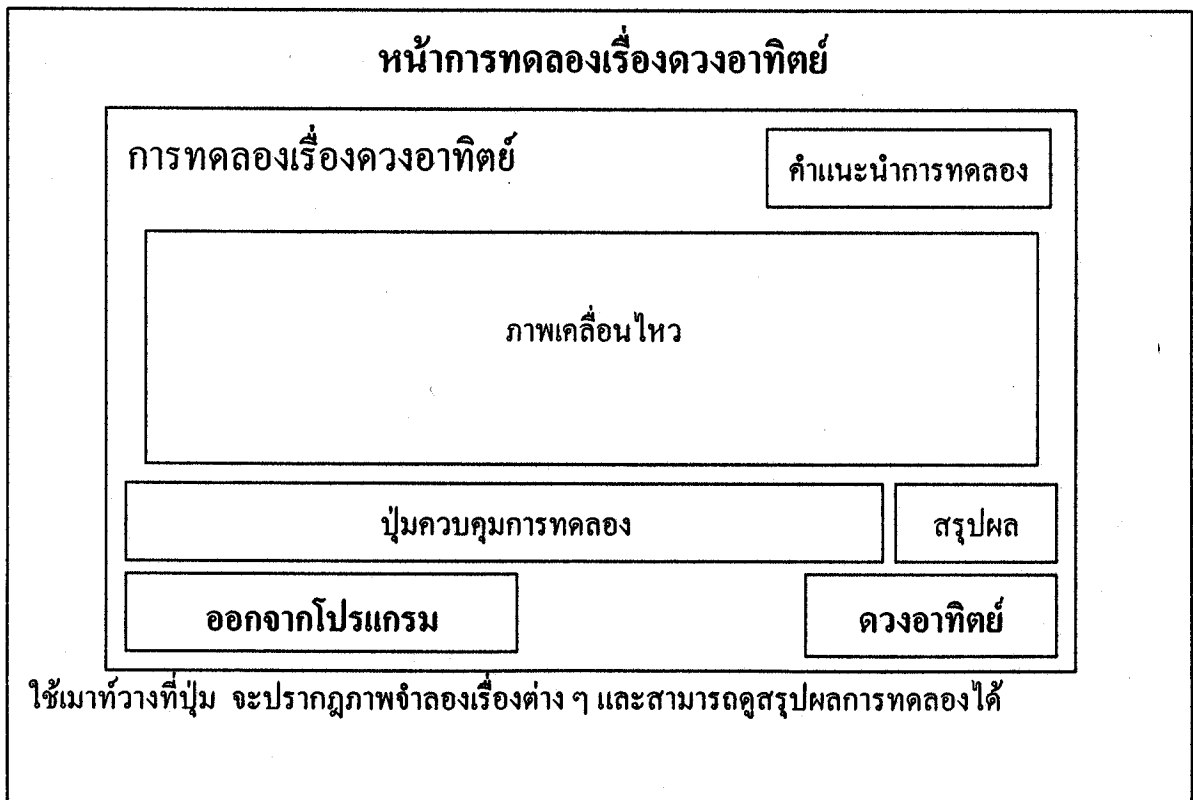 หน้าการทดลองเรื่องดวงอาทิตย์
การทดลองเรื่องดวงอาทิตย์
คำแนะนำการทดลอง
ภาพเคลื่อนไหว
ปุ่มควบคุมการทดลอง
สรุปผล
ออกจากโปรแกรม
ดวงอาทิตย์
ใช้เมาท์วางที่ปุ่ม จะปรากฎภาพจำลองเรื่องต่าง ๆ และสามารถดูสรุปผลการทดลองได้